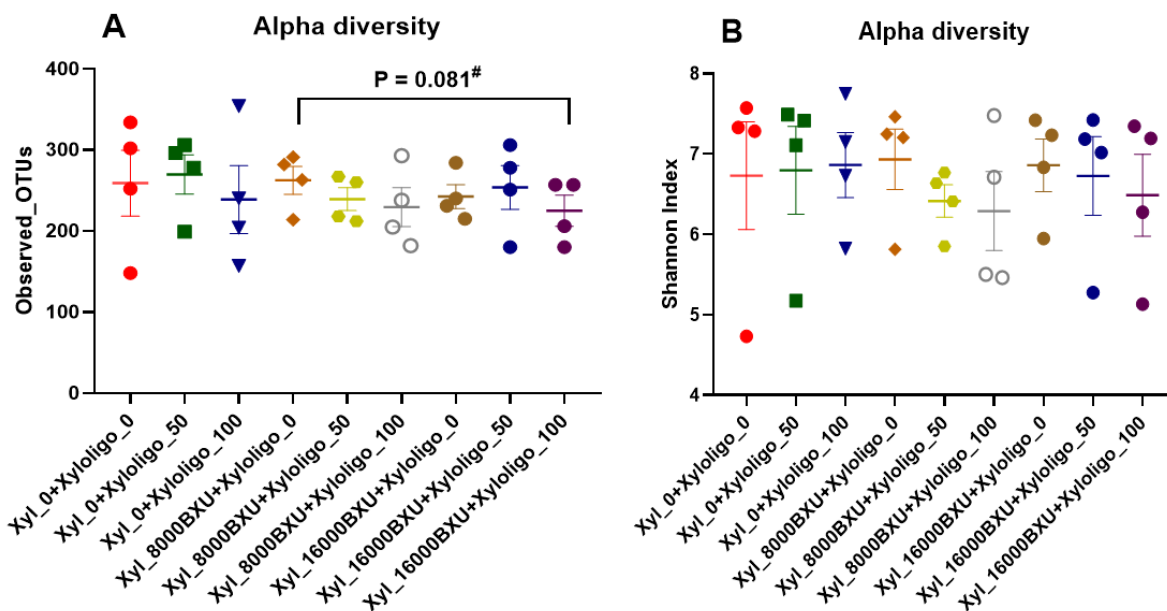 A
Alpha diversity
Observed_OTUs
400
300
200
100
0
P = 0.081#
Xyl_0+Xyloligo_0
Xyl_0+Xyloligo_50
Xyl_0+Xyloligo_100
Xyl_8000BXU+Xyloligo_0
Xyl_8000BXU+Xyloligo_50
Xyl_8000BXU+Xyloligo_100
Xyl_16000BXU+Xyloligo_0
Xyl_16000BXU+Xyloligo_50
Xyl_16000BXU+Xyloligo_100
B
Alpha diversity
Shannon Index
8
7
6
5
4
Xyl_0+Xyloligo_0
Xyl_0+Xyloligo_50
Xyl_0+Xyloligo_100
Xyl_8000BXU+Xyloligo_0
Xyl_8000BXU+Xyloligo_50
Xyl_8000BXU+Xyloligo_100
Xyl_16000BXU+Xyloligo_0
Xyl_16000BXU+Xyloligo_50
Xyl_16000BXU+Xyloligo_100